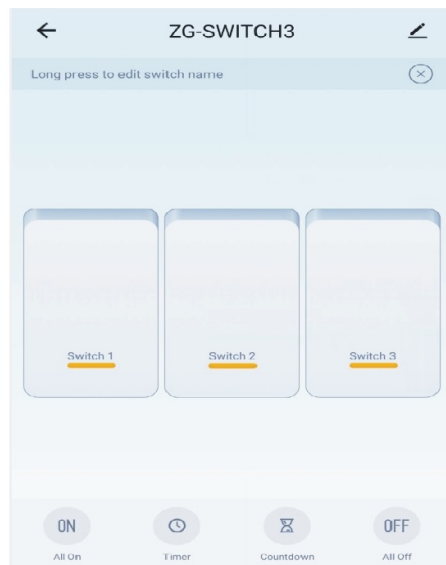 ZG-SWITCH3
Long press to edit switch name
Switch 1
Switch 2
Switch 3
ON
OFF
All On
Timer
Countdown
All Off